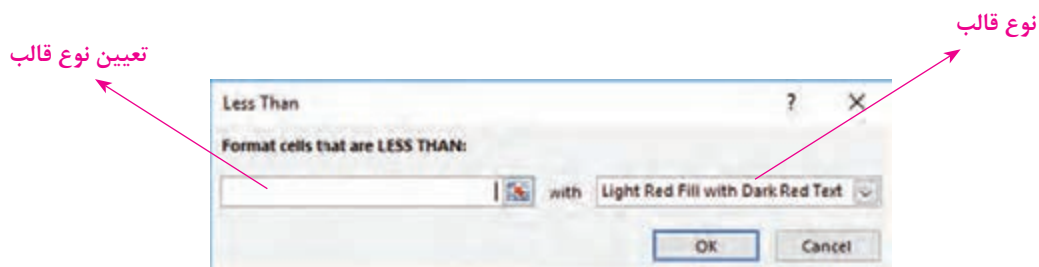 نوع قالب
تعیین نوع قالب
Less Than ?
Format cells that are LESS THAN:
with Light Red Fill with Dark Red Text
OK Cancel